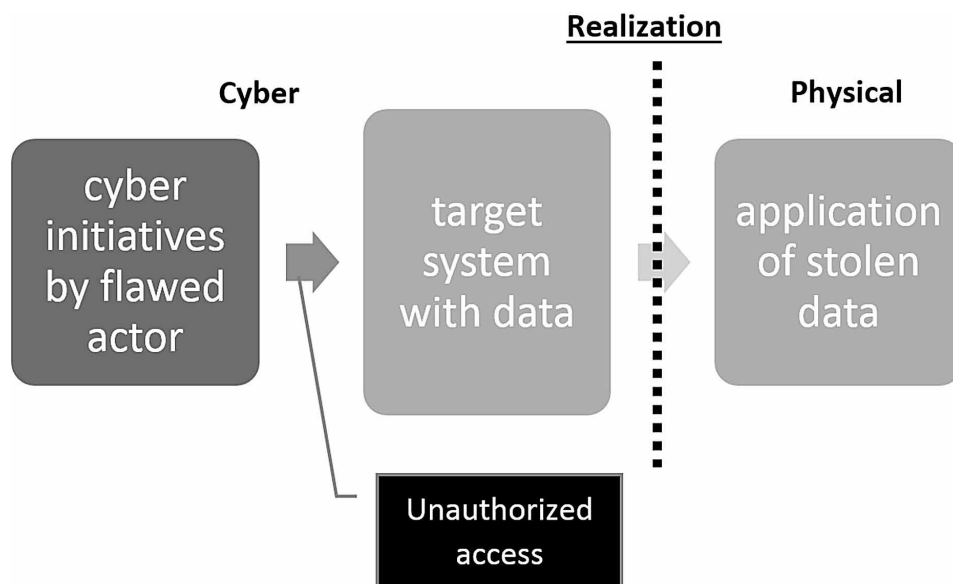 Realization
Cyber
Physical
cyber
initiatives
by flawed
actor
target
system
with data
application
of stolen
data
Unauthorized
access